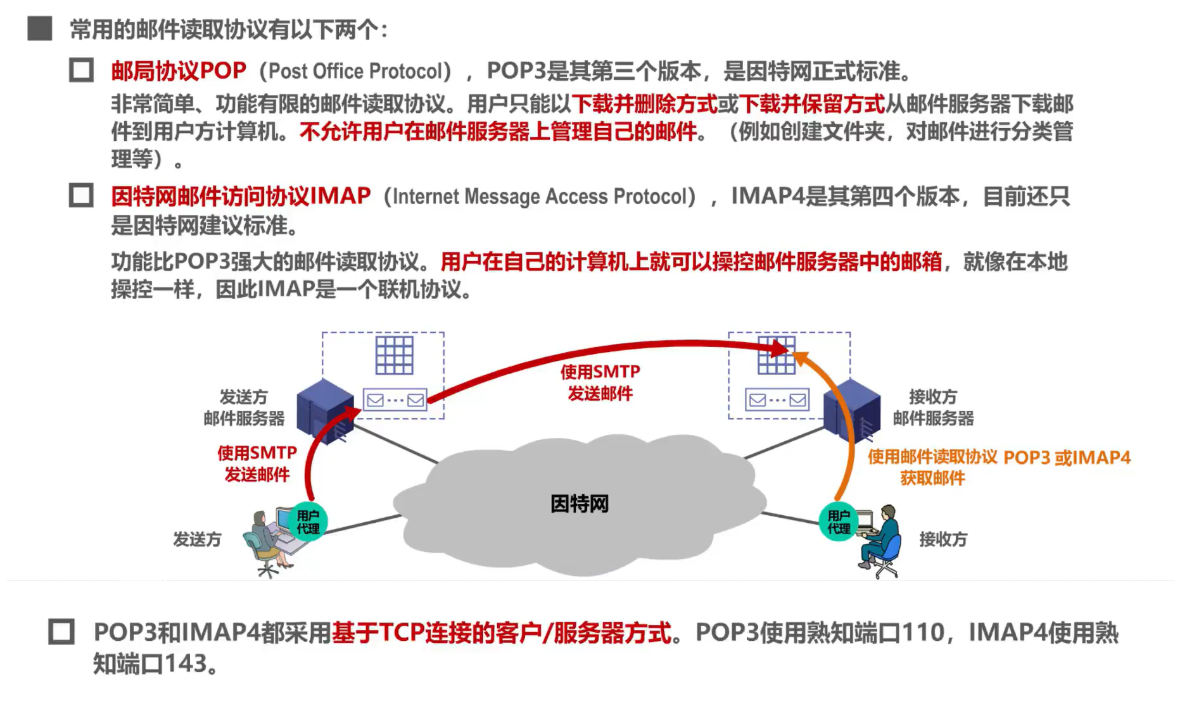 常用的邮件读取协议有以下两个：
邮局协议POP（Post Office Protocol），POP3是其第三个版本，是因特网正式标准。
非常简单、功能有限的邮件读取协议。用户只能以下载并删除方式或下载并保留方式从邮件服务器下载邮
件到用户方计算机。不允许用户在邮件服务器上管理自己的邮件。（例如创建文件夹，对邮件进行分类管
理等）。
因特网邮件访问协议IMAP（Internet Message Access Protocol），IMAP4是其第四个版本，目前还只
是因特网建议标准。
功能比POP3强大的邮件读取协议。用户在自己的计算机上就可以操控邮件服务器中的邮箱，就像在本地
操控一样，因此IMAP是一个联机协议。
使用SMTP
发送邮件
发送方
邮件服务器
接收方
邮件服务器
使用SMTP
发送邮件
使用邮件读取协议 POP3 或IMAP4
获取邮件
因特网
用户
代理
用户
代理
发送方
接收方
POP3和IMAP4都采用基于TCP连接的客户/服务器方式。POP3使用熟知端口110，IMAP4使用熟
知端口143。